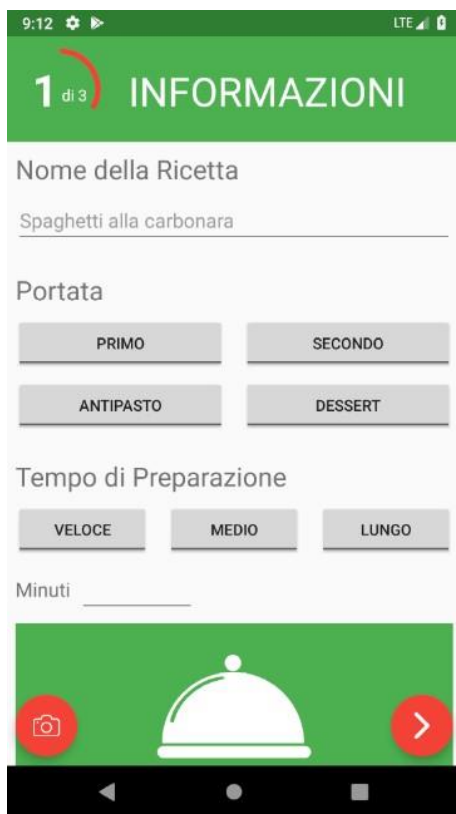 9:12 LTE
1 di 3 INFORMAZIONI
Nome della Ricetta
Spaghetti alla carbonara
Portata
PRIMO SECONDO
ANTIPASTO DESSERT
Tempo di Preparazione
VELOCE MEDIO LUNGO
Minuti